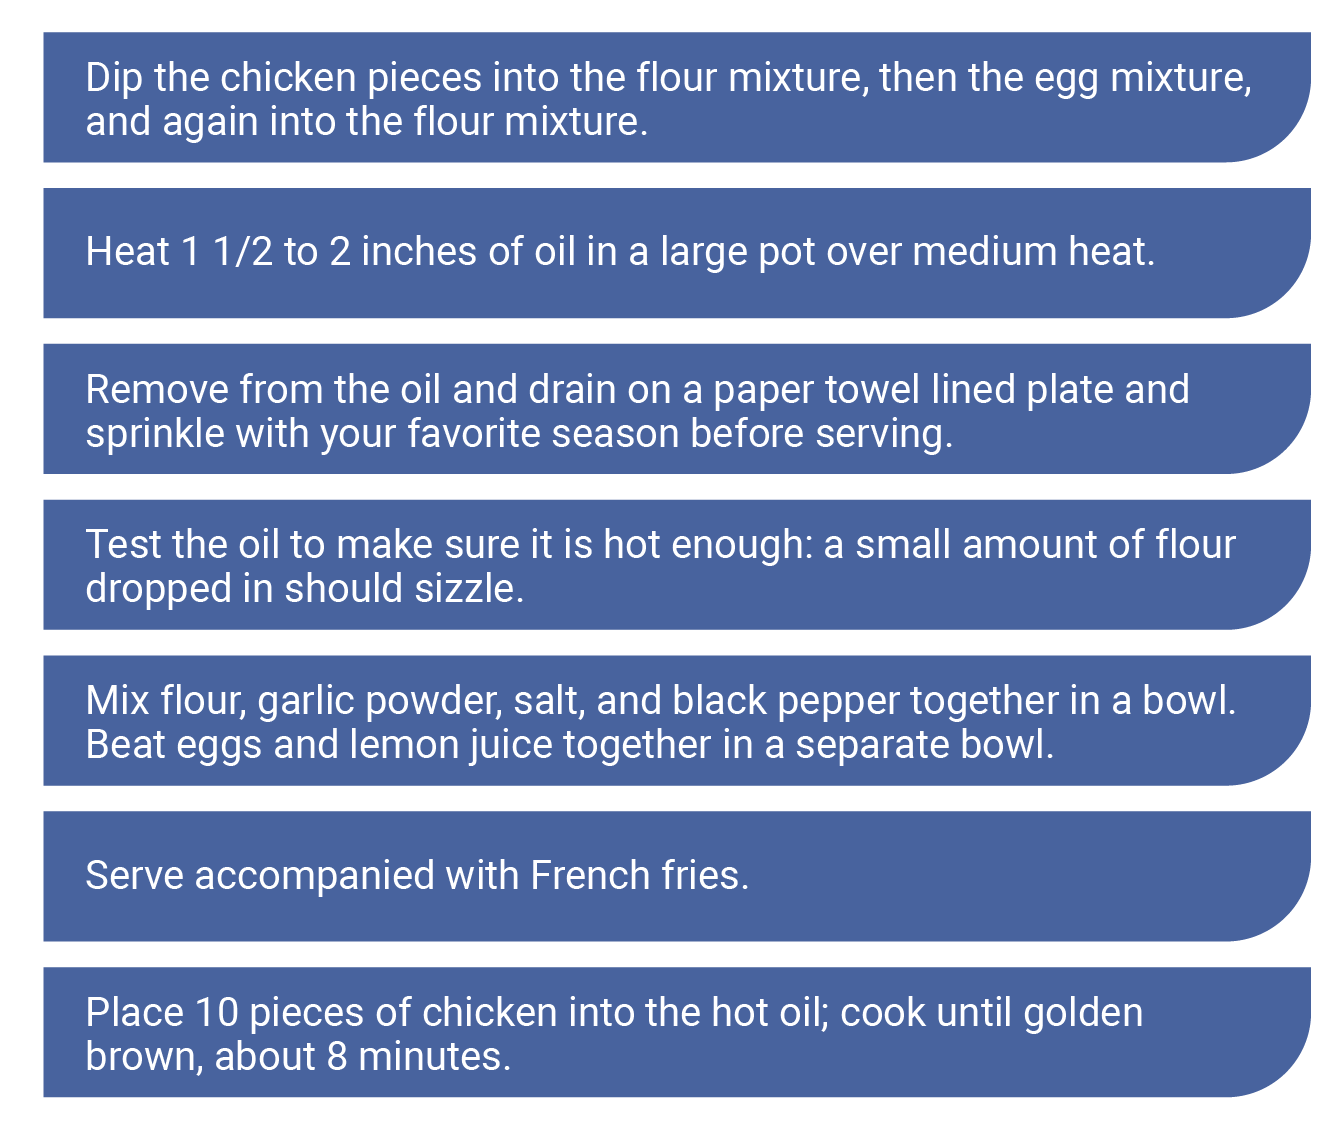 Dip the chicken pieces into the flour mixture, then the egg mixture,
and again into the flour mixture.
Heat 1 1/2 to 2 inches of oil in a large pot over medium heat.
Remove from the oil and drain on a paper towel lined plate and
sprinkle with your favorite season before serving.
Test the oil to make sure it is hot enough: a small amount of flour
dropped in should sizzle.
Mix flour, garlic powder, salt, and black pepper together in a bowl.
Beat eggs and lemon juice together in a separate bowl.
Serve accompanied with French fries.
Place 10 pieces of chicken into the hot oil; cook until golden
brown, about 8 minutes.